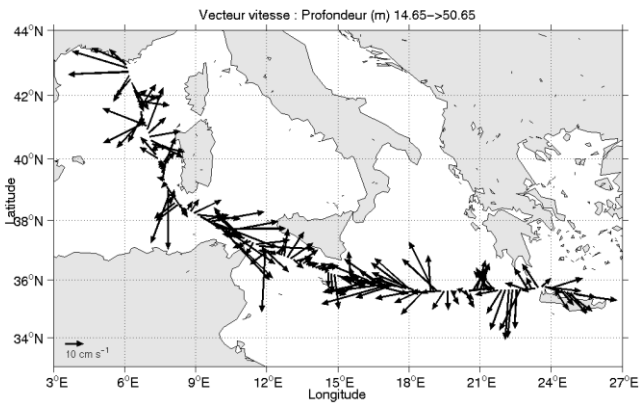 Vecteur vitesse : Profondeur (m) 14.65−>50.65
44°N
42°N
40°N
38°N
36°N
34°N
Latitude
10 cm s⁻¹
3°E 6°E 9°E 12°E 15°E 18°E 21°E 24°E 27°E
Longitude